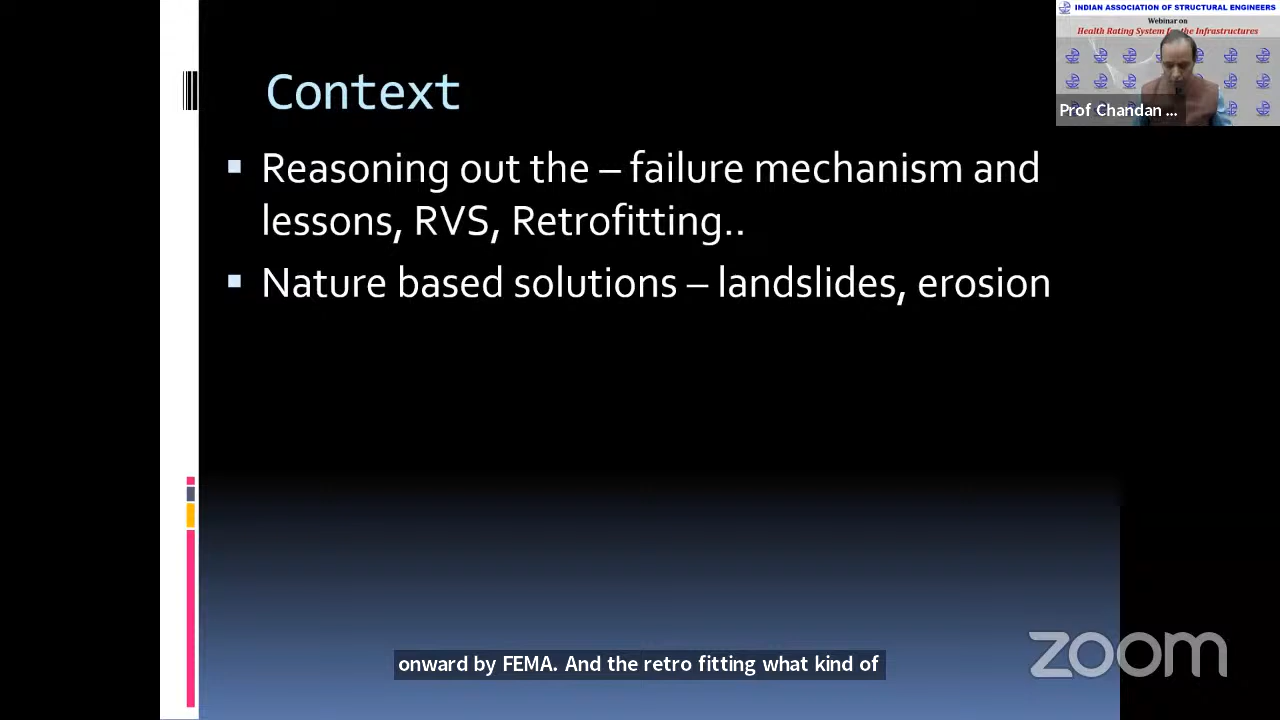 INDIAN ASSOCIATION OF STRUCTURAL ENGINEERS
Webinar on
Health Rating System for the Infrastructures
Prof Chandan ...
Context
Reasoning out the – failure mechanism and
lessons, RVS, Retrofitting..
Nature based solutions – landslides, erosion
onward by FEMA. And the retro fitting what kind of
zoom